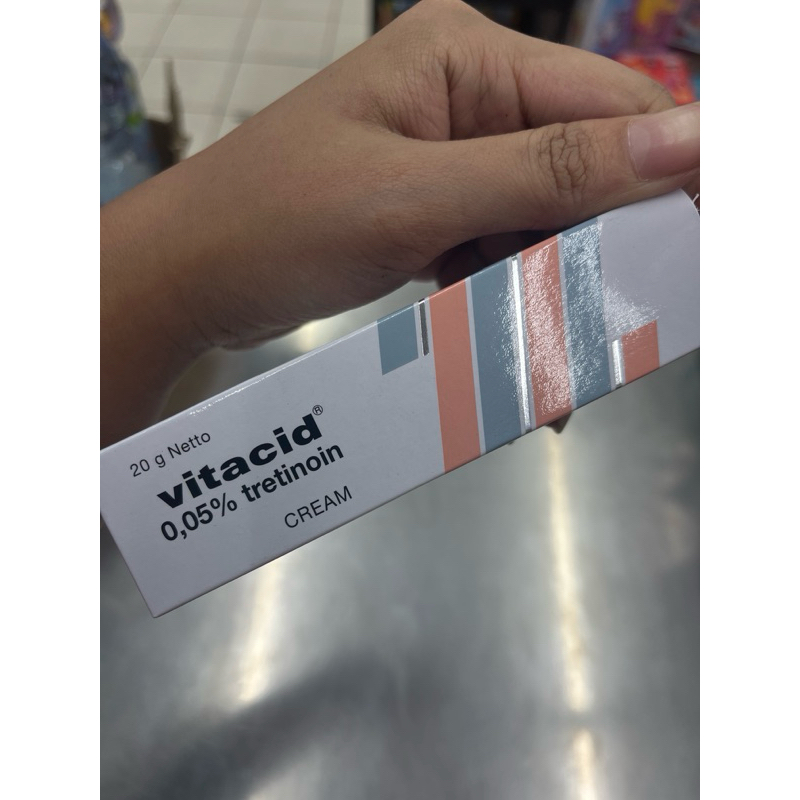 20 g Netto
vitacid®
0,05% tretinoin
CREAM